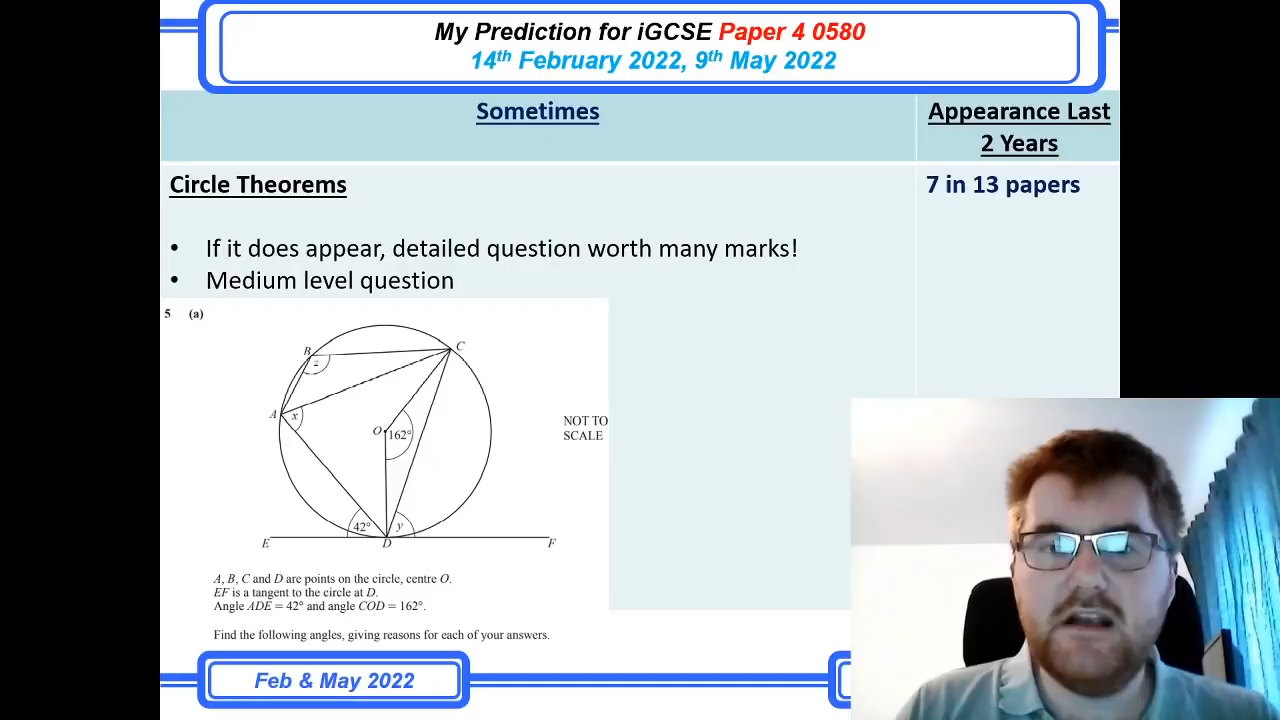 My Prediction for iGCSE Paper 4 0580
14th February 2022, 9th May 2022
Sometimes
Appearance Last
2 Years
Circle Theorems
7 in 13 papers
• If it does appear, detailed question worth many marks!
• Medium level question
5 (a)
B
C
z
A
x
O
162°
NOT TO
SCALE
42°
y
E
D
F
A, B, C and D are points on the circle, centre O.
EF is a tangent to the circle at D.
Angle ADE = 42° and angle COD = 162°.
Find the following angles, giving reasons for each of your answers.
Feb & May 2022